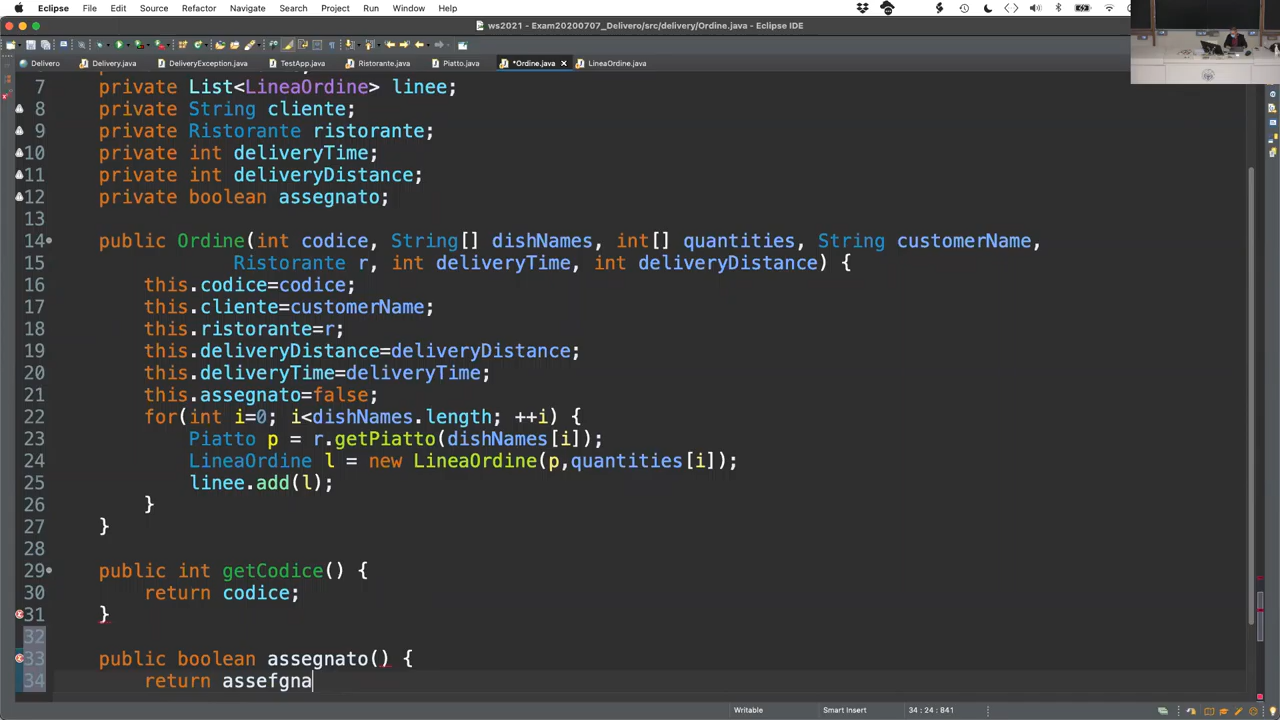 Eclipse File Edit Source Refactor Navigate Search Project Run Window Help
ws2021 - Exam20200707_Delivero/src/delivery/Ordine.java - Eclipse IDE
Delivero Delivery.java DeliveryException.java TestApp.java Ristorante.java Piatto.java *Ordine.java LineaOrdine.java
7 private List<LineaOrdine> linee;
8 private String cliente;
9 private Ristorante ristorante;
10 private int deliveryTime;
11 private int deliveryDistance;
12 private boolean assegnato;
13
14 public Ordine(int codice, String[] dishNames, int[] quantities, String customerName,
15 Ristorante r, int deliveryTime, int deliveryDistance) {
16 this.codice=codice;
17 this.cliente=customerName;
18 this.ristorante=r;
19 this.deliveryDistance=deliveryDistance;
20 this.deliveryTime=deliveryTime;
21 this.assegnato=false;
22 for(int i=0; i<dishNames.length; ++i) {
23 Piatto p = r.getPiatto(dishNames[i]);
24 LineaOrdine l = new LineaOrdine(p,quantities[i]);
25 linee.add(l);
26 }
27 }
28
29 public int getCodice() {
30 return codice;
31 }
32
33 public boolean assegnato() {
34 return assefgna
Writable Smart Insert 34 : 24 : 841